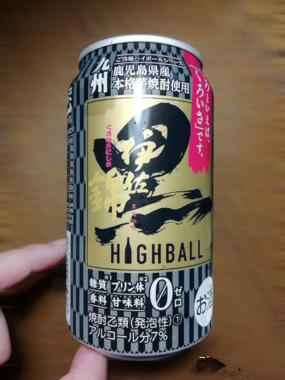 九州
ご当地ハイボールシリーズ
鹿児島県産
本格芋焼酎使用
くろいさ」です。
黒伊佐錦
HIGHBALL
糖質 プリン体
香料 甘味料
0 ゼロ
焼酎乙類(発泡性)①
アルコール分7%
お酒